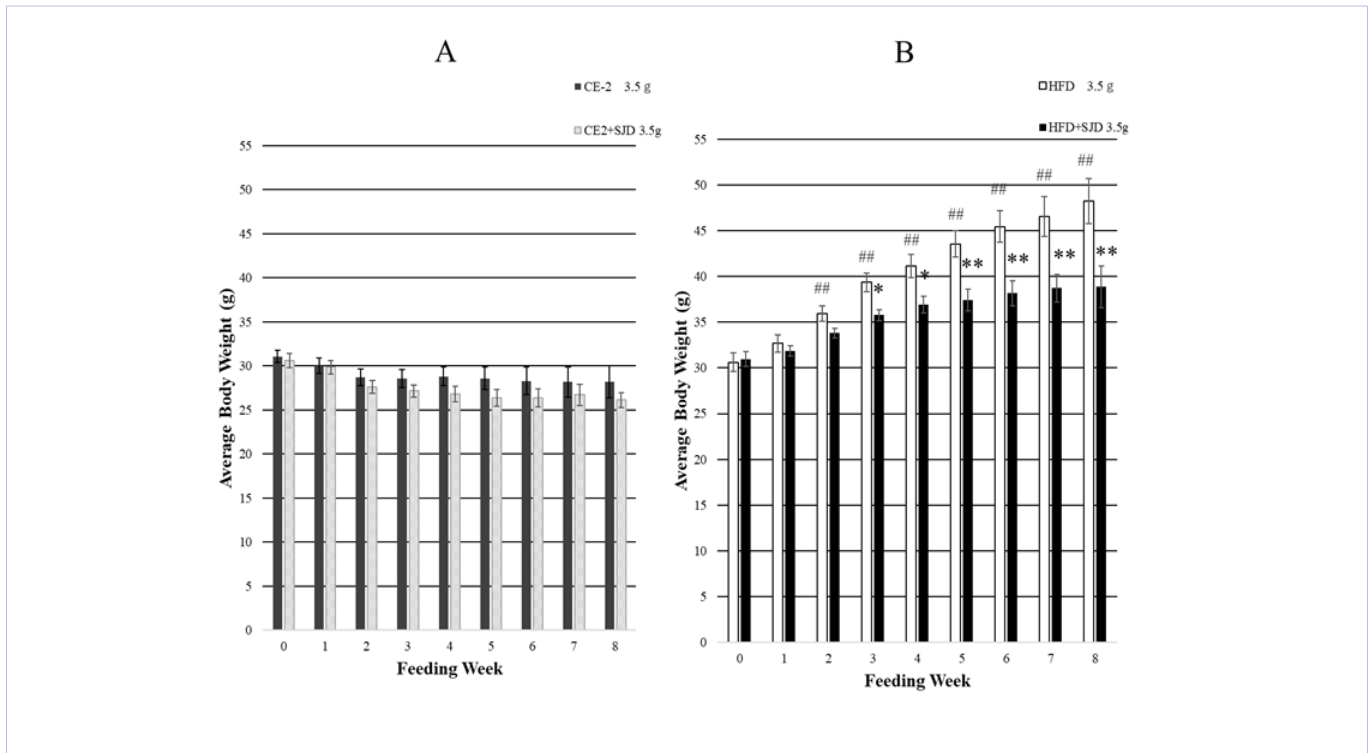 A
CE-2 3.5 g
CE2+SJD 3.5g
55
50
45
40
35
30
25
20
15
10
5
0
Average Body Weight (g)
0 1 2 3 4 5 6 7 8
Feeding Week
B
HFD 3.5 g
HFD+SJD 3.5g
55
50
45
40
35
30
25
20
15
10
5
0
Average Body Weight (g)
## ## ## ## ## ## ##
* * ** ** ** **
0 1 2 3 4 5 6 7 8
Feeding Week